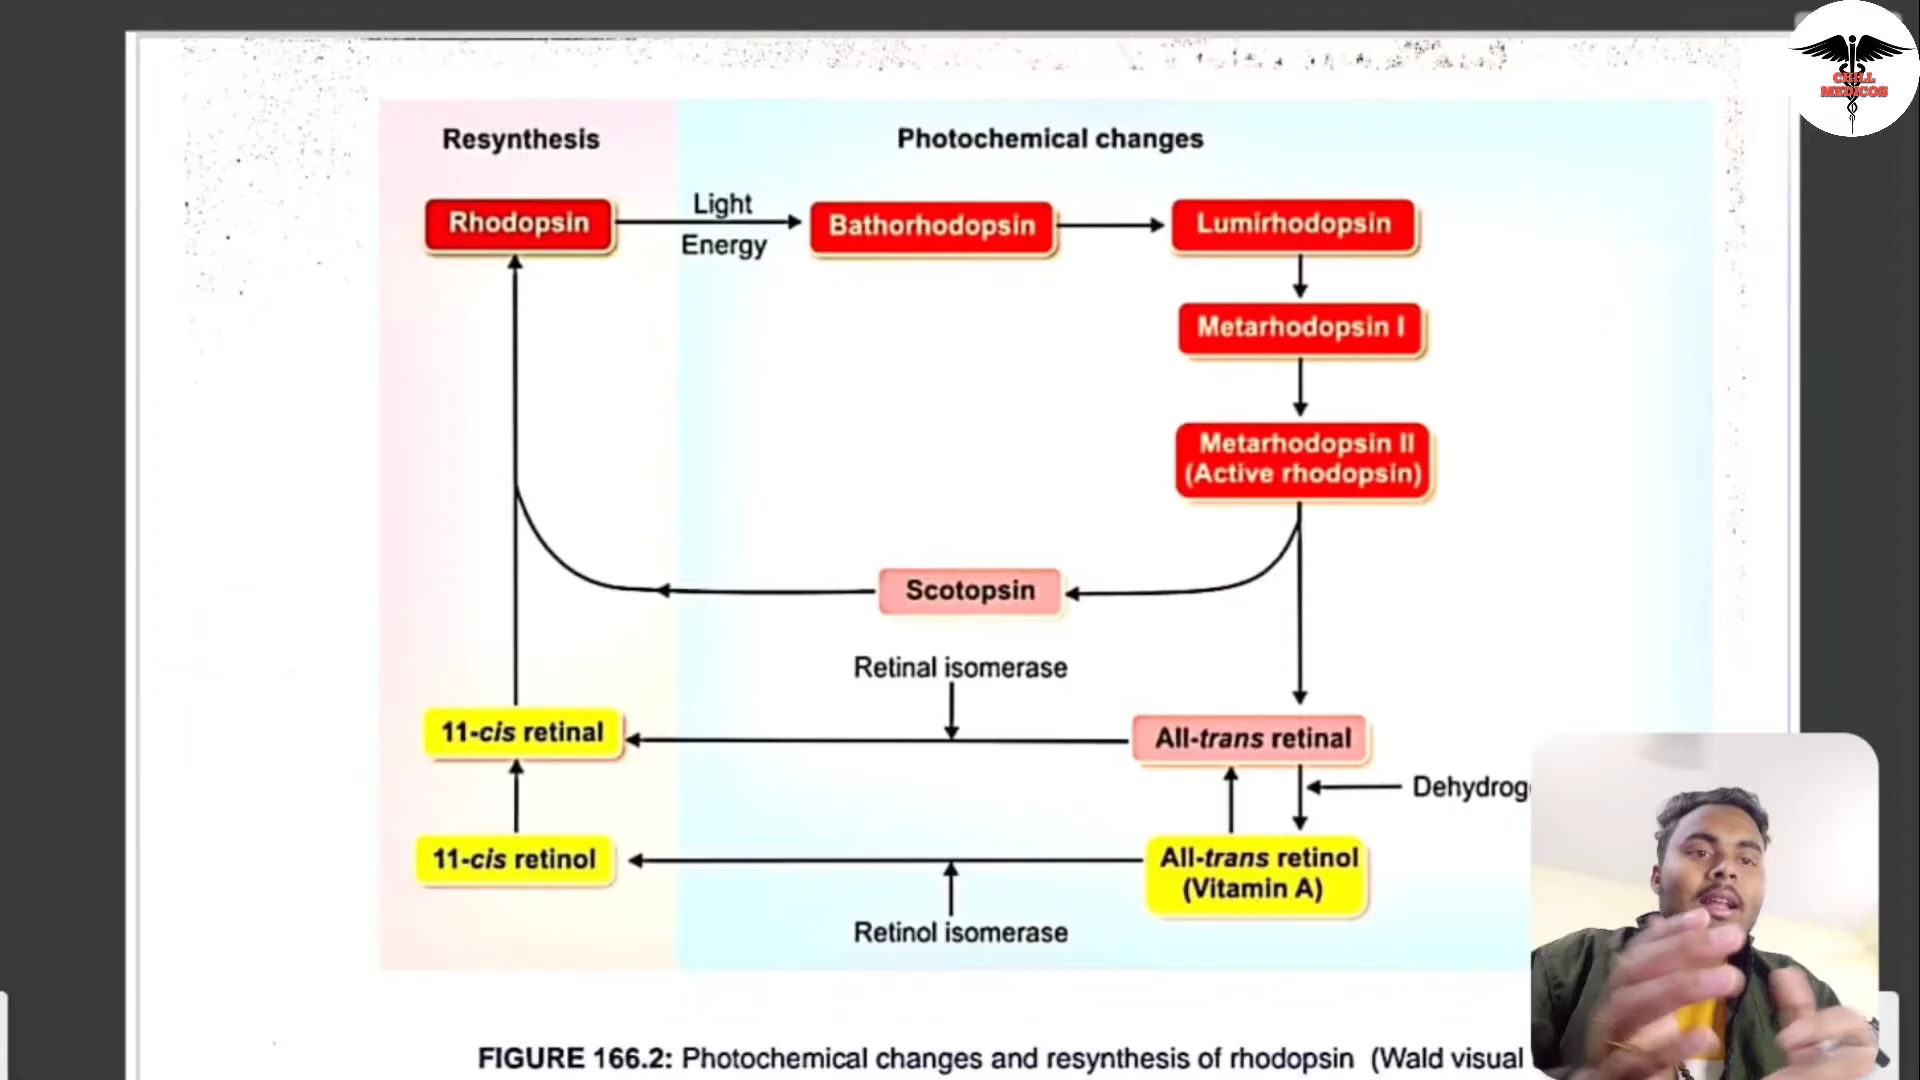 CHILL
MEDICOS
Resynthesis
Photochemical changes
Rhodopsin
Light
Energy
Bathorhodopsin
Lumirhodopsin
Metarhodopsin I
Metarhodopsin II
(Active rhodopsin)
Scotopsin
Retinal isomerase
11-cis retinal
All-trans retinal
Dehydrog
11-cis retinol
All-trans retinol
(Vitamin A)
Retinol isomerase
FIGURE 166.2: Photochemical changes and resynthesis of rhodopsin (Wald visual